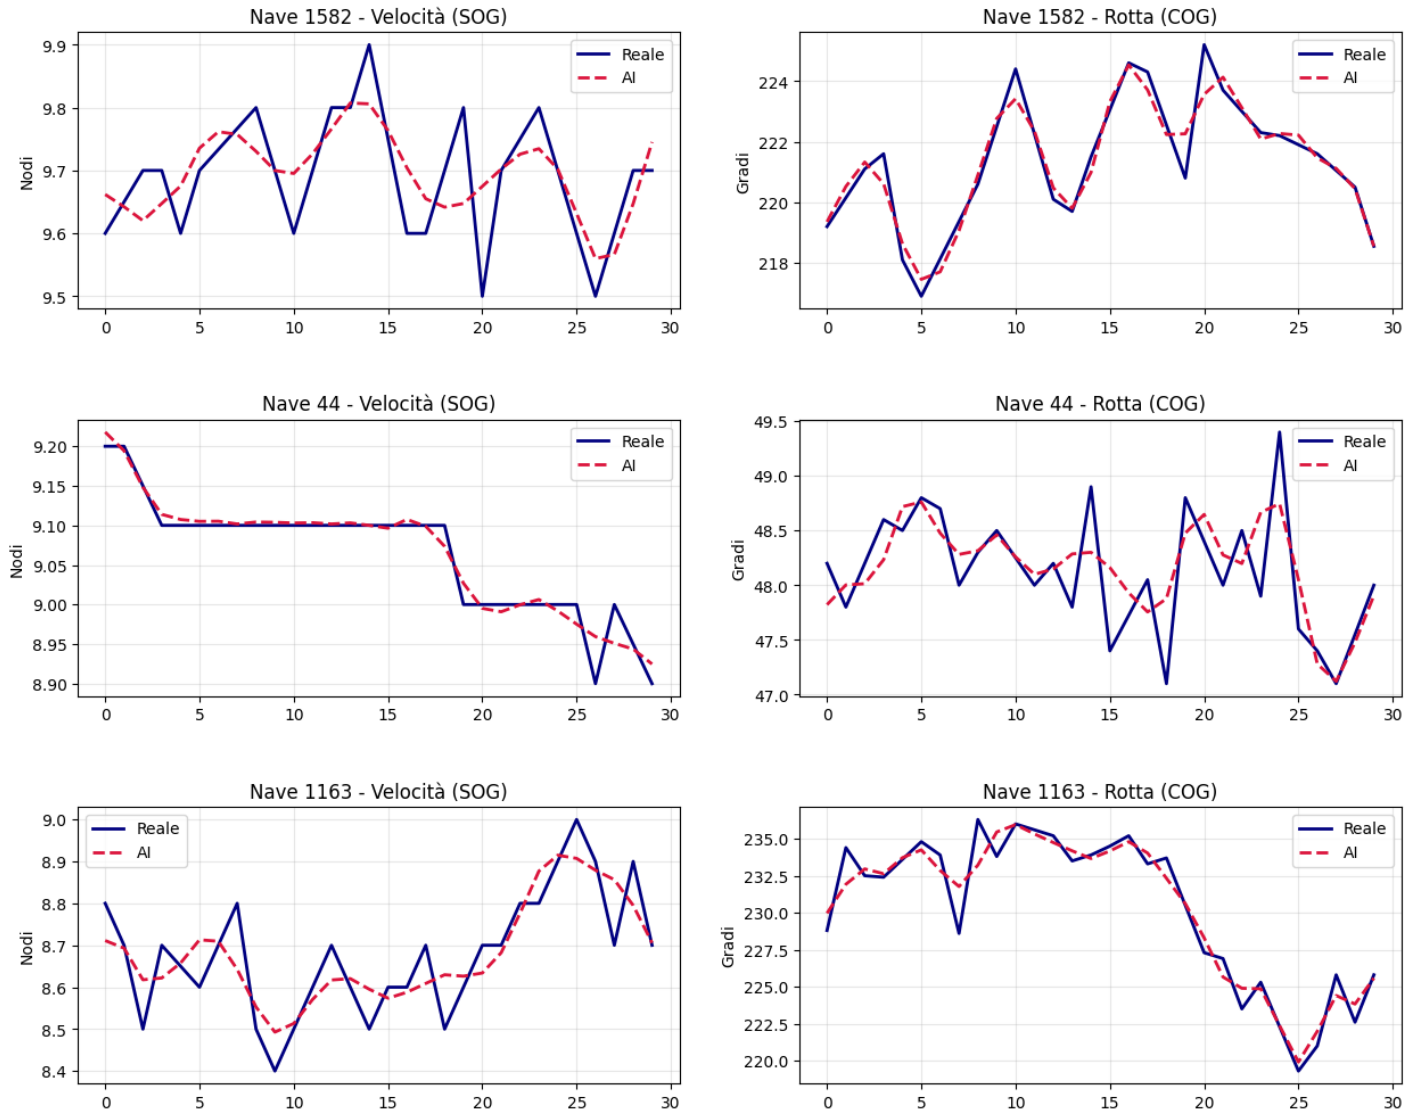 Nave 1582 - Velocità (SOG)
Nodi
9.9
9.8
9.7
9.6
9.5
0 5 10 15 20 25 30
Reale
AI
Nave 1582 - Rotta (COG)
Gradi
224
222
220
218
0 5 10 15 20 25 30
Reale
AI
Nave 44 - Velocità (SOG)
Nodi
9.20
9.15
9.10
9.05
9.00
8.95
8.90
0 5 10 15 20 25 30
Reale
AI
Nave 44 - Rotta (COG)
Gradi
49.5
49.0
48.5
48.0
47.5
47.0
0 5 10 15 20 25 30
Reale
AI
Nave 1163 - Velocità (SOG)
Nodi
9.0
8.9
8.8
8.7
8.6
8.5
8.4
0 5 10 15 20 25 30
Reale
AI
Nave 1163 - Rotta (COG)
Gradi
235.0
232.5
230.0
227.5
225.0
222.5
220.0
0 5 10 15 20 25 30
Reale
AI